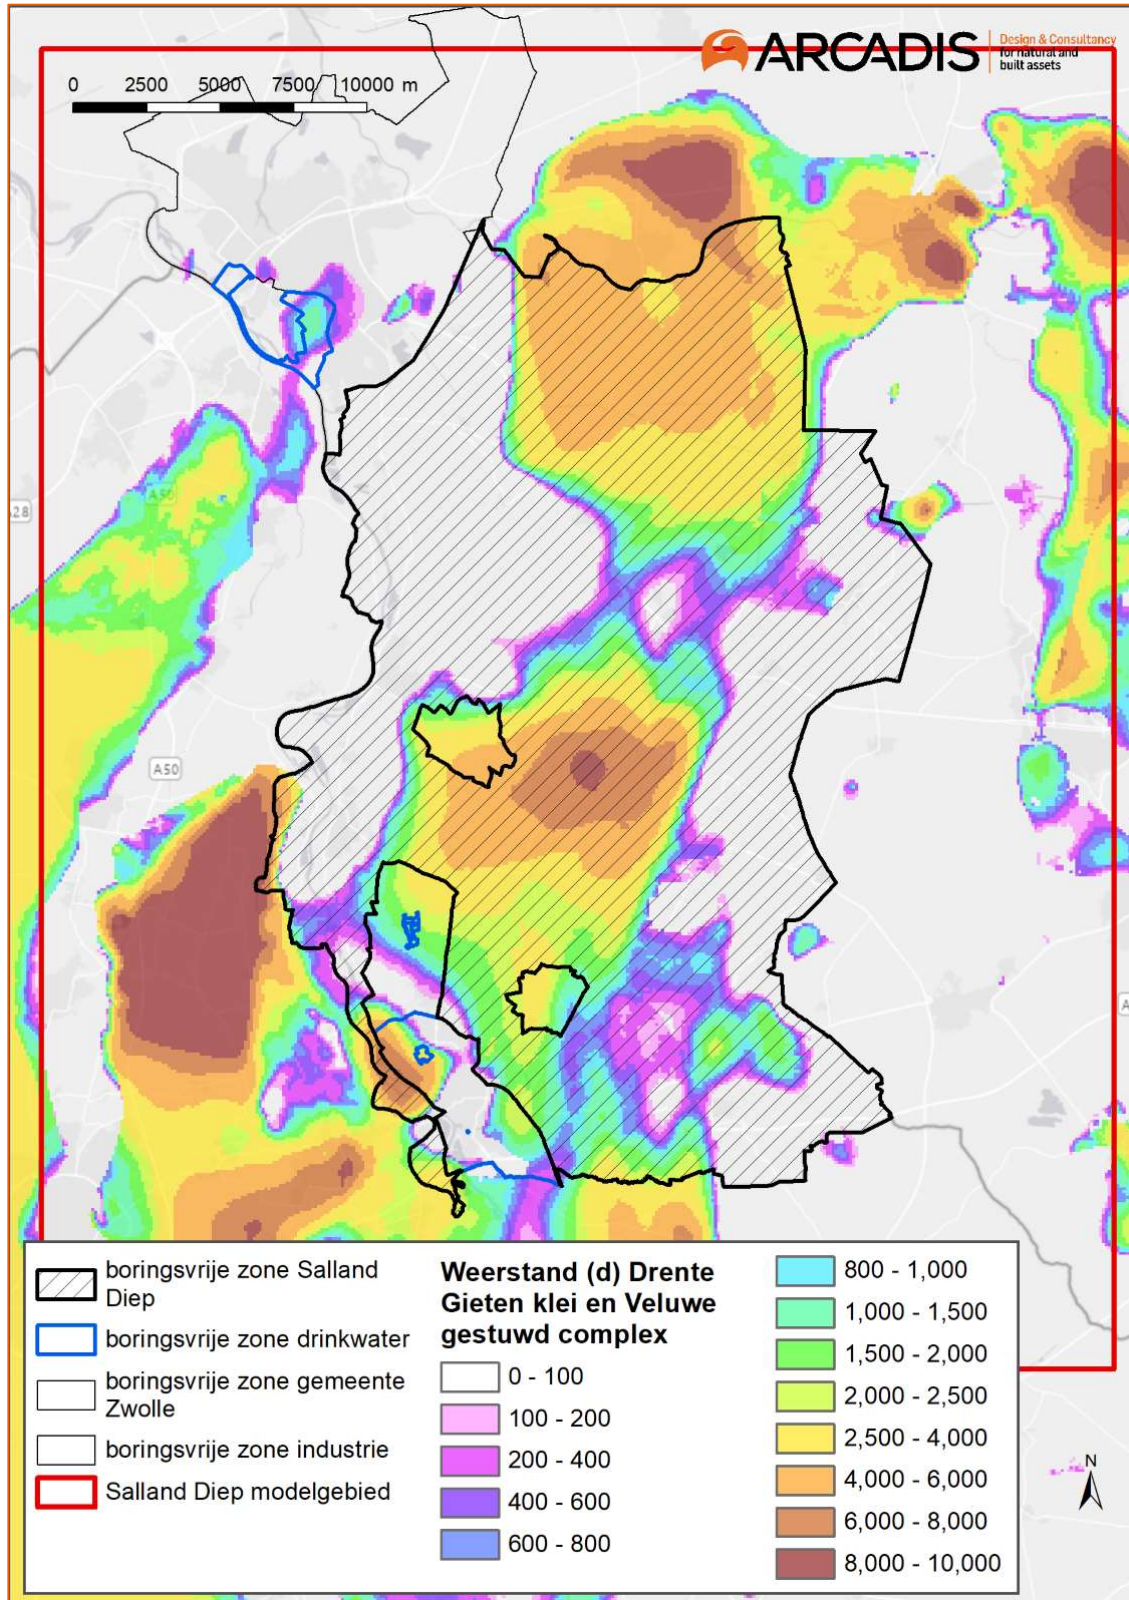 ARCADIS
Design & Consultancy
for natural and
built assets
0 2500 5000 7500 10000 m
A50
28
A50
A
boringsvrije zone Salland
Diep
boringsvrije zone drinkwater
boringsvrije zone gemeente
Zwolle
boringsvrije zone industrie
Salland Diep modelgebied
Weerstand (d) Drente
Gieten klei en Veluwe
gestuwd complex
0 - 100
100 - 200
200 - 400
400 - 600
600 - 800
800 - 1,000
1,000 - 1,500
1,500 - 2,000
2,000 - 2,500
2,500 - 4,000
4,000 - 6,000
6,000 - 8,000
8,000 - 10,000
N